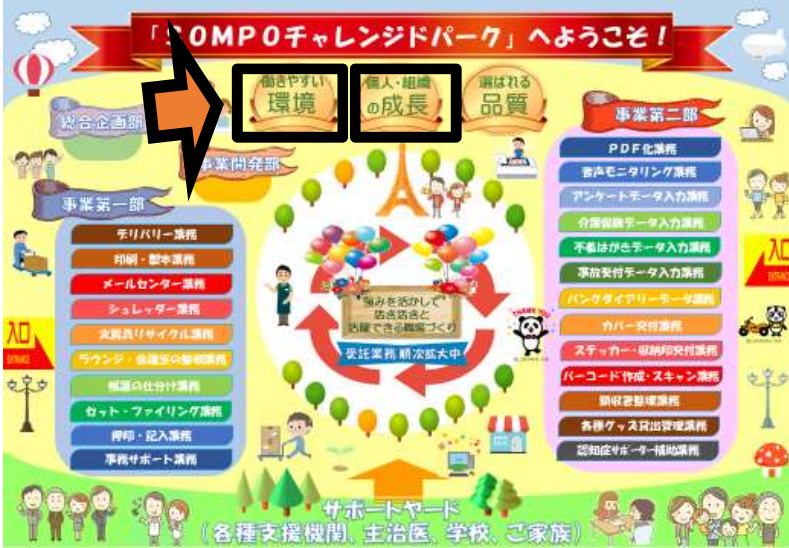 「SOMPOチャレンジドパーク」へようこそ!
働きやすい
環境
個人・組織
の成長
選ばれる
品質
総合企画部
事業開発部
事業第一部
デリバリー業務
印刷・製本業務
メールセンター業務
シュレッダー業務
文房具リサイクル業務
ラウンジ・会議室の整備業務
帳票の仕分け業務
セット・ファイリング業務
押印・記入業務
事務サポート業務
事業第二部
PDF化業務
音声モニタリング業務
アンケートデータ入力業務
介護保険データ入力業務
不着はがきデータ入力業務
事故受付データ入力業務
バンクダイアリーデータ業務
カバー交付業務
ステッカー・収納印交付業務
バーコード作成・スキャン業務
領収書整理業務
各種グッズ貸出管理業務
認知症サポーター補助業務
強みを活かして
活き活きと
活躍できる職場づくり
受託業務 順次拡大中
入口
ENTRANCE
入口
ENTRANCE
THANK YOU
サポートヤード
(各種支援機関、主治医、学校、ご家族)